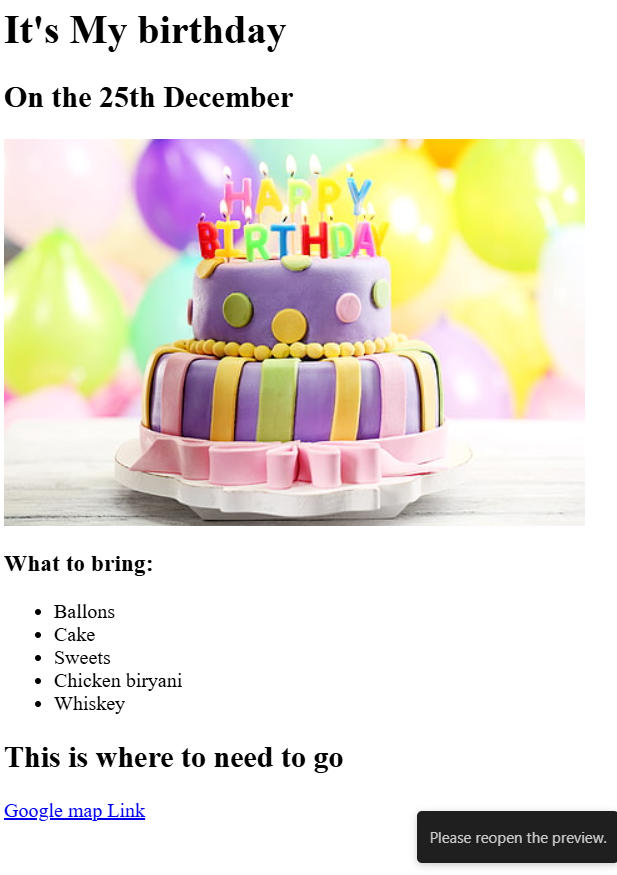 It's My birthday
On the 25th December
HAPPY
BIRTHDAY
What to bring:
Ballons
Cake
Sweets
Chicken biryani
Whiskey
This is where to need to go
Google map Link
Please reopen the preview.